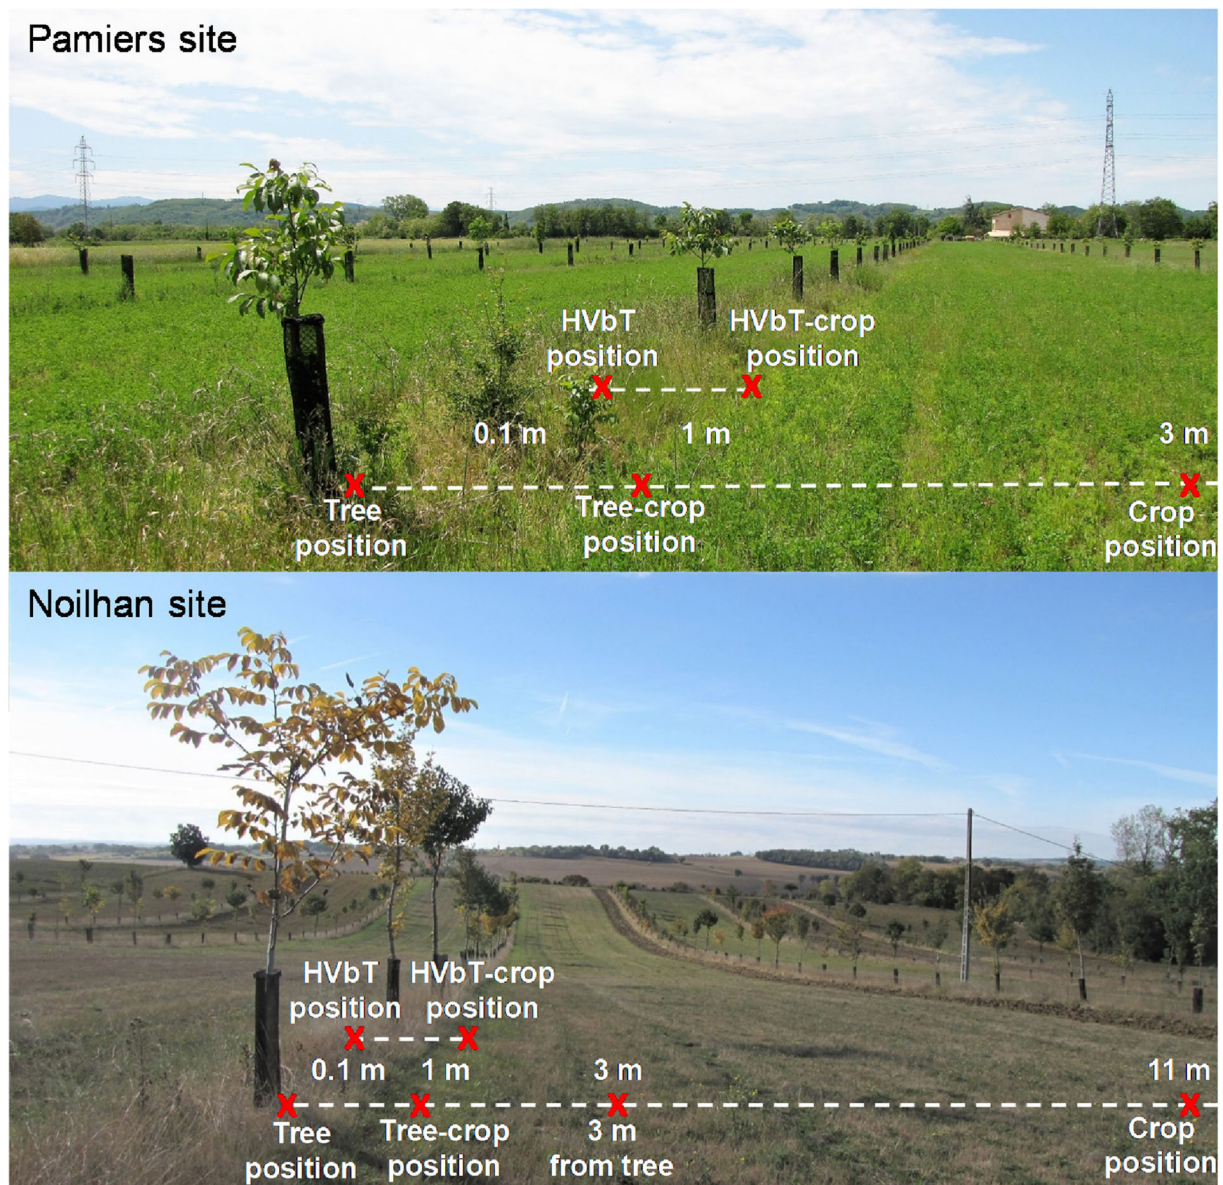 Pamiers site
HVbT
position
HVbT-crop
position
0.1 m
1 m
3 m
Tree
position
Tree-crop
position
Crop
position
Noilhan site
HVbT
position
HVbT-crop
position
0.1 m
1 m
3 m
11 m
Tree
position
Tree-crop
position
3 m
from tree
Crop
position